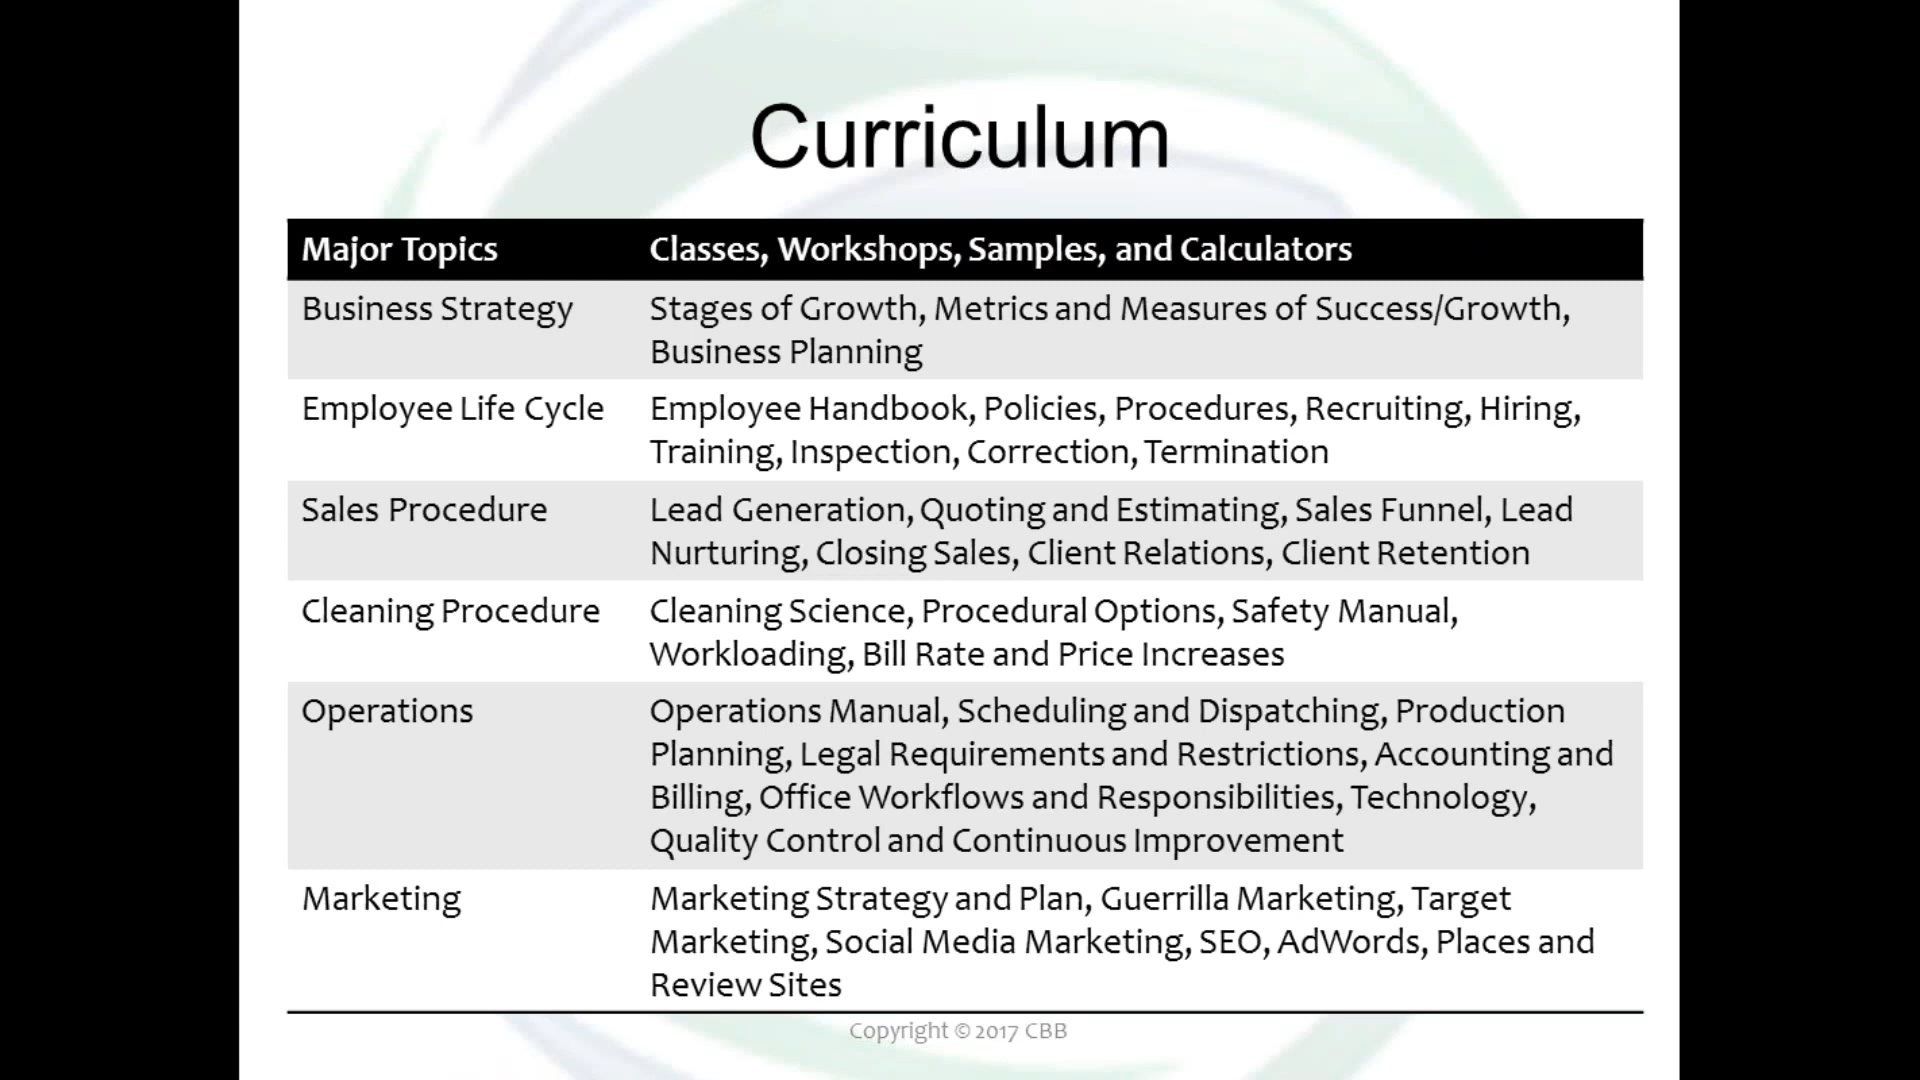 Curriculum
Major Topics
Classes, Workshops, Samples, and Calculators
Business Strategy
Stages of Growth, Metrics and Measures of Success/Growth,
Business Planning
Employee Life Cycle
Employee Handbook, Policies, Procedures, Recruiting, Hiring,
Training, Inspection, Correction, Termination
Sales Procedure
Lead Generation, Quoting and Estimating, Sales Funnel, Lead
Nurturing, Closing Sales, Client Relations, Client Retention
Cleaning Procedure
Cleaning Science, Procedural Options, Safety Manual,
Workloading, Bill Rate and Price Increases
Operations
Operations Manual, Scheduling and Dispatching, Production
Planning, Legal Requirements and Restrictions, Accounting and
Billing, Office Workflows and Responsibilities, Technology,
Quality Control and Continuous Improvement
Marketing
Marketing Strategy and Plan, Guerrilla Marketing, Target
Marketing, Social Media Marketing, SEO, AdWords, Places and
Review Sites
Copyright © 2017 CBB